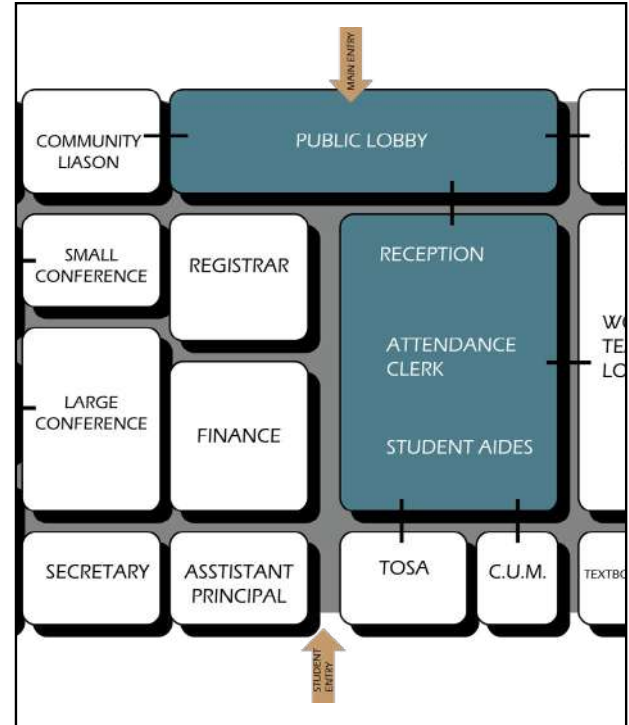 MAIN ENTRY
COMMUNITY
LIASON
PUBLIC LOBBY
SMALL
CONFERENCE
REGISTRAR
RECEPTION
ATTENDANCE
CLERK
LARGE
CONFERENCE
FINANCE
STUDENT AIDES
SECRETARY
ASSTISTANT
PRINCIPAL
TOSA
C.U.M.
STUDENT
ENTRY